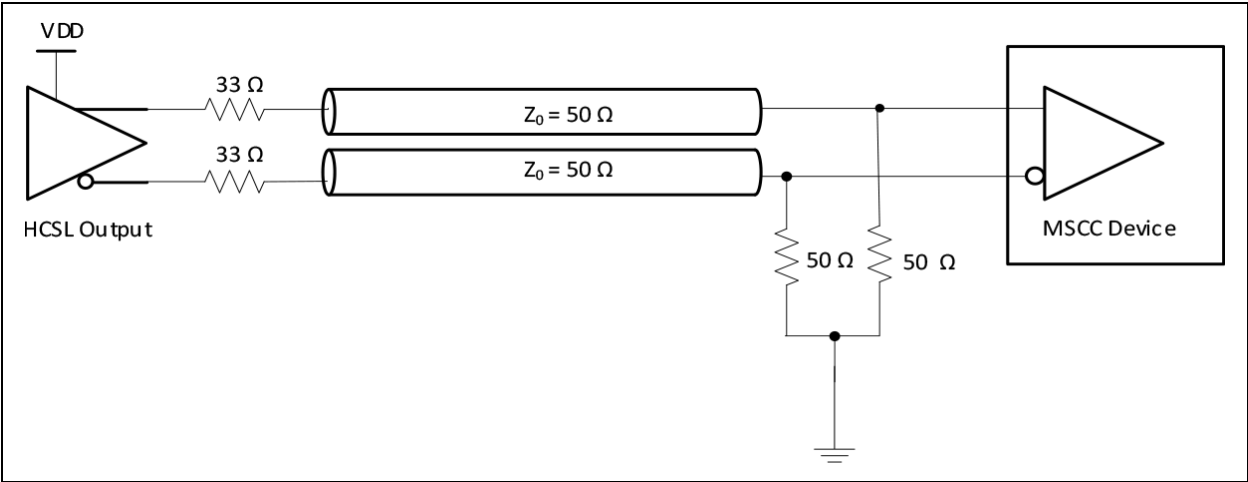 VDD
33 Ω
Z₀ = 50 Ω
33 Ω
Z₀ = 50 Ω
HCSL Output
MSCC Device
50 Ω
50 Ω